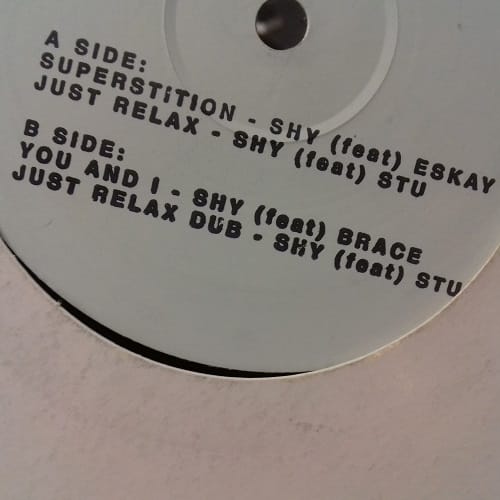 A SIDE:
SUPERSTiTION - SHY (feat) ESKAY
JUST RELAX - SHY (feat) STU
B SIDE:
YOU AND I - SHY (feat) BRACE
JUST RELAX DUB - SHY (feat) STU